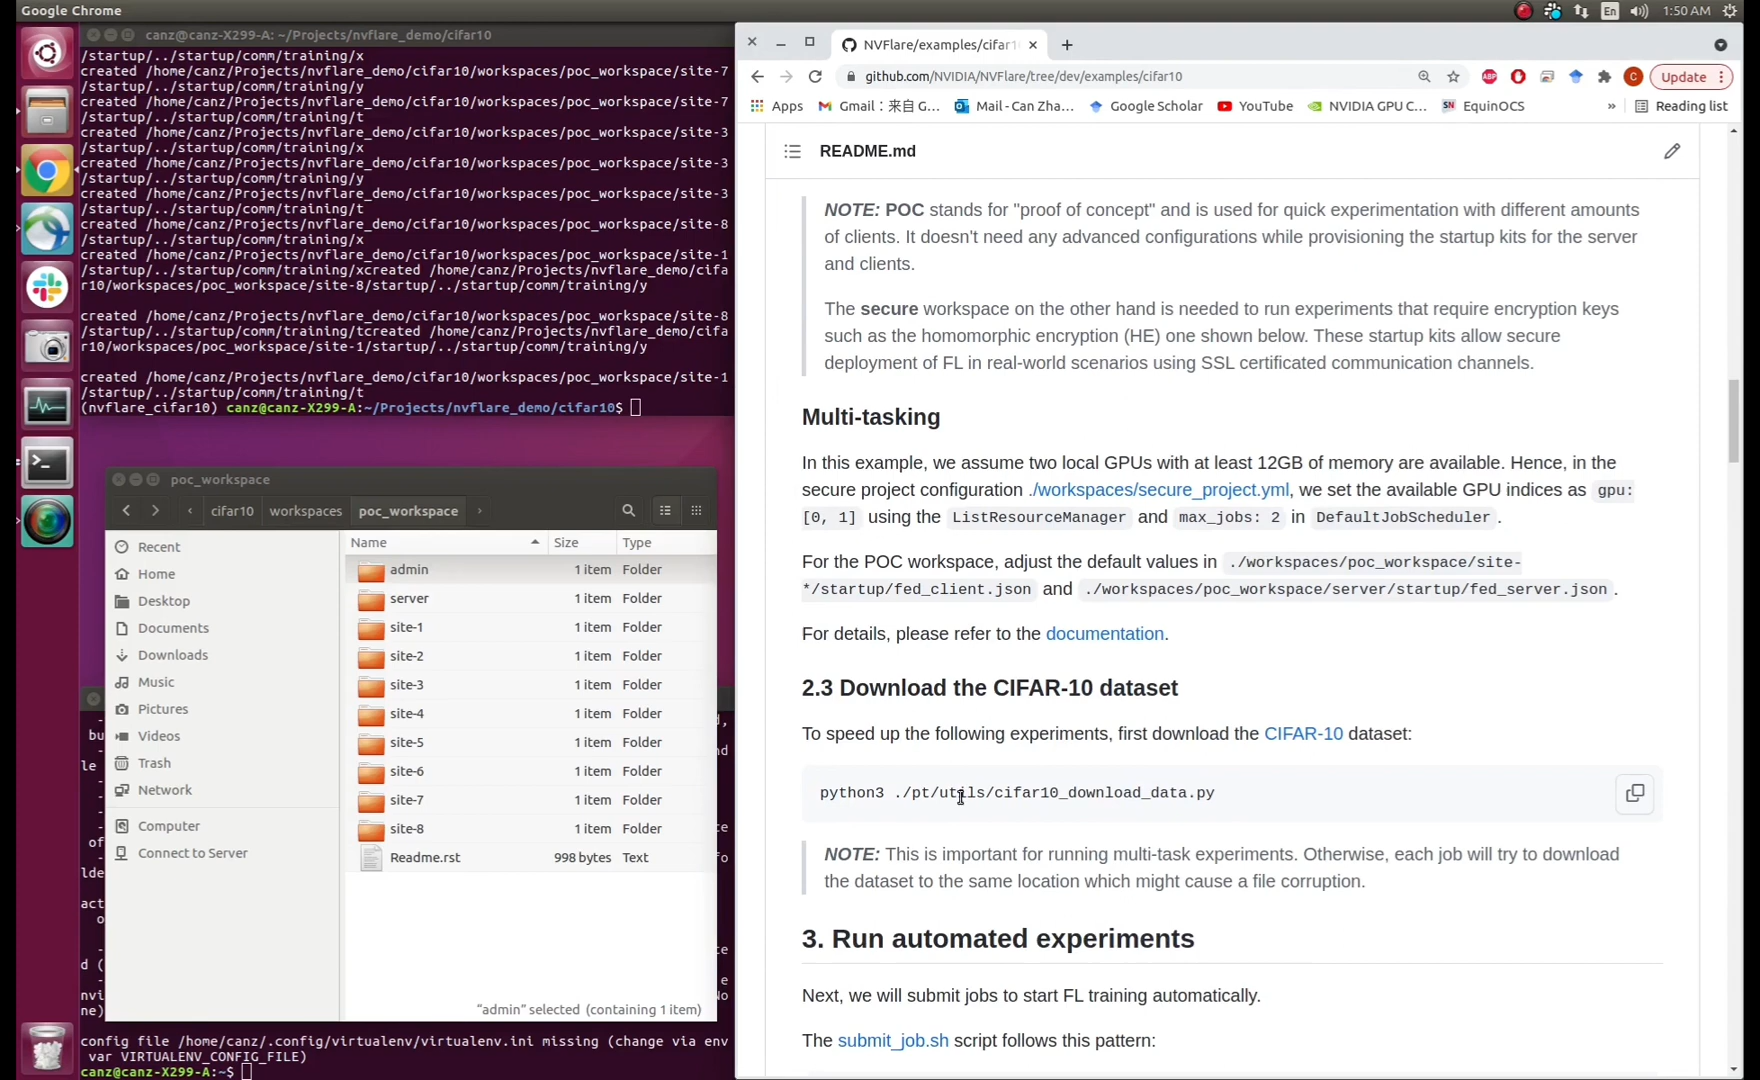 Google Chrome
En
1:50 AM
canz@canz-X299-A: ~/Projects/nvflare_demo/cifar10
/startup/../startup/comm/training/x
created /home/canz/Projects/nvflare_demo/cifar10/workspaces/poc_workspace/site-7
/startup/../startup/comm/training/y
created /home/canz/Projects/nvflare_demo/cifar10/workspaces/poc_workspace/site-7
/startup/../startup/comm/training/t
created /home/canz/Projects/nvflare_demo/cifar10/workspaces/poc_workspace/site-3
/startup/../startup/comm/training/x
created /home/canz/Projects/nvflare_demo/cifar10/workspaces/poc_workspace/site-3
/startup/../startup/comm/training/y
created /home/canz/Projects/nvflare_demo/cifar10/workspaces/poc_workspace/site-3
/startup/../startup/comm/training/t
created /home/canz/Projects/nvflare_demo/cifar10/workspaces/poc_workspace/site-8
/startup/../startup/comm/training/x
created /home/canz/Projects/nvflare_demo/cifar10/workspaces/poc_workspace/site-1
/startup/../startup/comm/training/xcreated /home/canz/Projects/nvflare_demo/cifa
r10/workspaces/poc_workspace/site-8/startup/../startup/comm/training/y
created /home/canz/Projects/nvflare_demo/cifar10/workspaces/poc_workspace/site-8
/startup/../startup/comm/training/tcreated /home/canz/Projects/nvflare_demo/cifa
r10/workspaces/poc_workspace/site-1/startup/../startup/comm/training/y
created /home/canz/Projects/nvflare_demo/cifar10/workspaces/poc_workspace/site-1
/startup/../startup/comm/training/t
(nvflare_cifar10) canz@canz-X299-A:~/Projects/nvflare_demo/cifar10$
poc_workspace
cifar10 workspaces poc_workspace
Name Size Type
Recent
Home
Desktop
Documents
Downloads
Music
Pictures
Videos
Trash
Network
Computer
Connect to Server
admin 1 item Folder
server 1 item Folder
site-1 1 item Folder
site-2 1 item Folder
site-3 1 item Folder
site-4 1 item Folder
site-5 1 item Folder
site-6 1 item Folder
site-7 1 item Folder
site-8 1 item Folder
Readme.rst 998 bytes Text
"admin" selected (containing 1 item)
config file /home/canz/.config/virtualenv/virtualenv.ini missing (change via env
var VIRTUALENV_CONFIG_FILE)
canz@canz-X299-A:~$
NVFlare/examples/cifar1
github.com/NVIDIA/NVFlare/tree/dev/examples/cifar10
ABP
C
Update
Apps
Gmail：来自 G...
Mail - Can Zha...
Google Scholar
YouTube
NVIDIA GPU C...
SN EquinOCS
»
Reading list
README.md
NOTE: POC stands for "proof of concept" and is used for quick experimentation with different amounts
of clients. It doesn't need any advanced configurations while provisioning the startup kits for the server
and clients.
The secure workspace on the other hand is needed to run experiments that require encryption keys
such as the homomorphic encryption (HE) one shown below. These startup kits allow secure
deployment of FL in real-world scenarios using SSL certificated communication channels.
Multi-tasking
In this example, we assume two local GPUs with at least 12GB of memory are available. Hence, in the
secure project configuration ./workspaces/secure_project.yml, we set the available GPU indices as gpu:
[0, 1] using the ListResourceManager and max_jobs: 2 in DefaultJobScheduler.
For the POC workspace, adjust the default values in ./workspaces/poc_workspace/site-
*/startup/fed_client.json and ./workspaces/poc_workspace/server/startup/fed_server.json.
For details, please refer to the documentation.
2.3 Download the CIFAR-10 dataset
To speed up the following experiments, first download the CIFAR-10 dataset:
python3 ./pt/utils/cifar10_download_data.py
NOTE: This is important for running multi-task experiments. Otherwise, each job will try to download
the dataset to the same location which might cause a file corruption.
3. Run automated experiments
Next, we will submit jobs to start FL training automatically.
The submit_job.sh script follows this pattern: